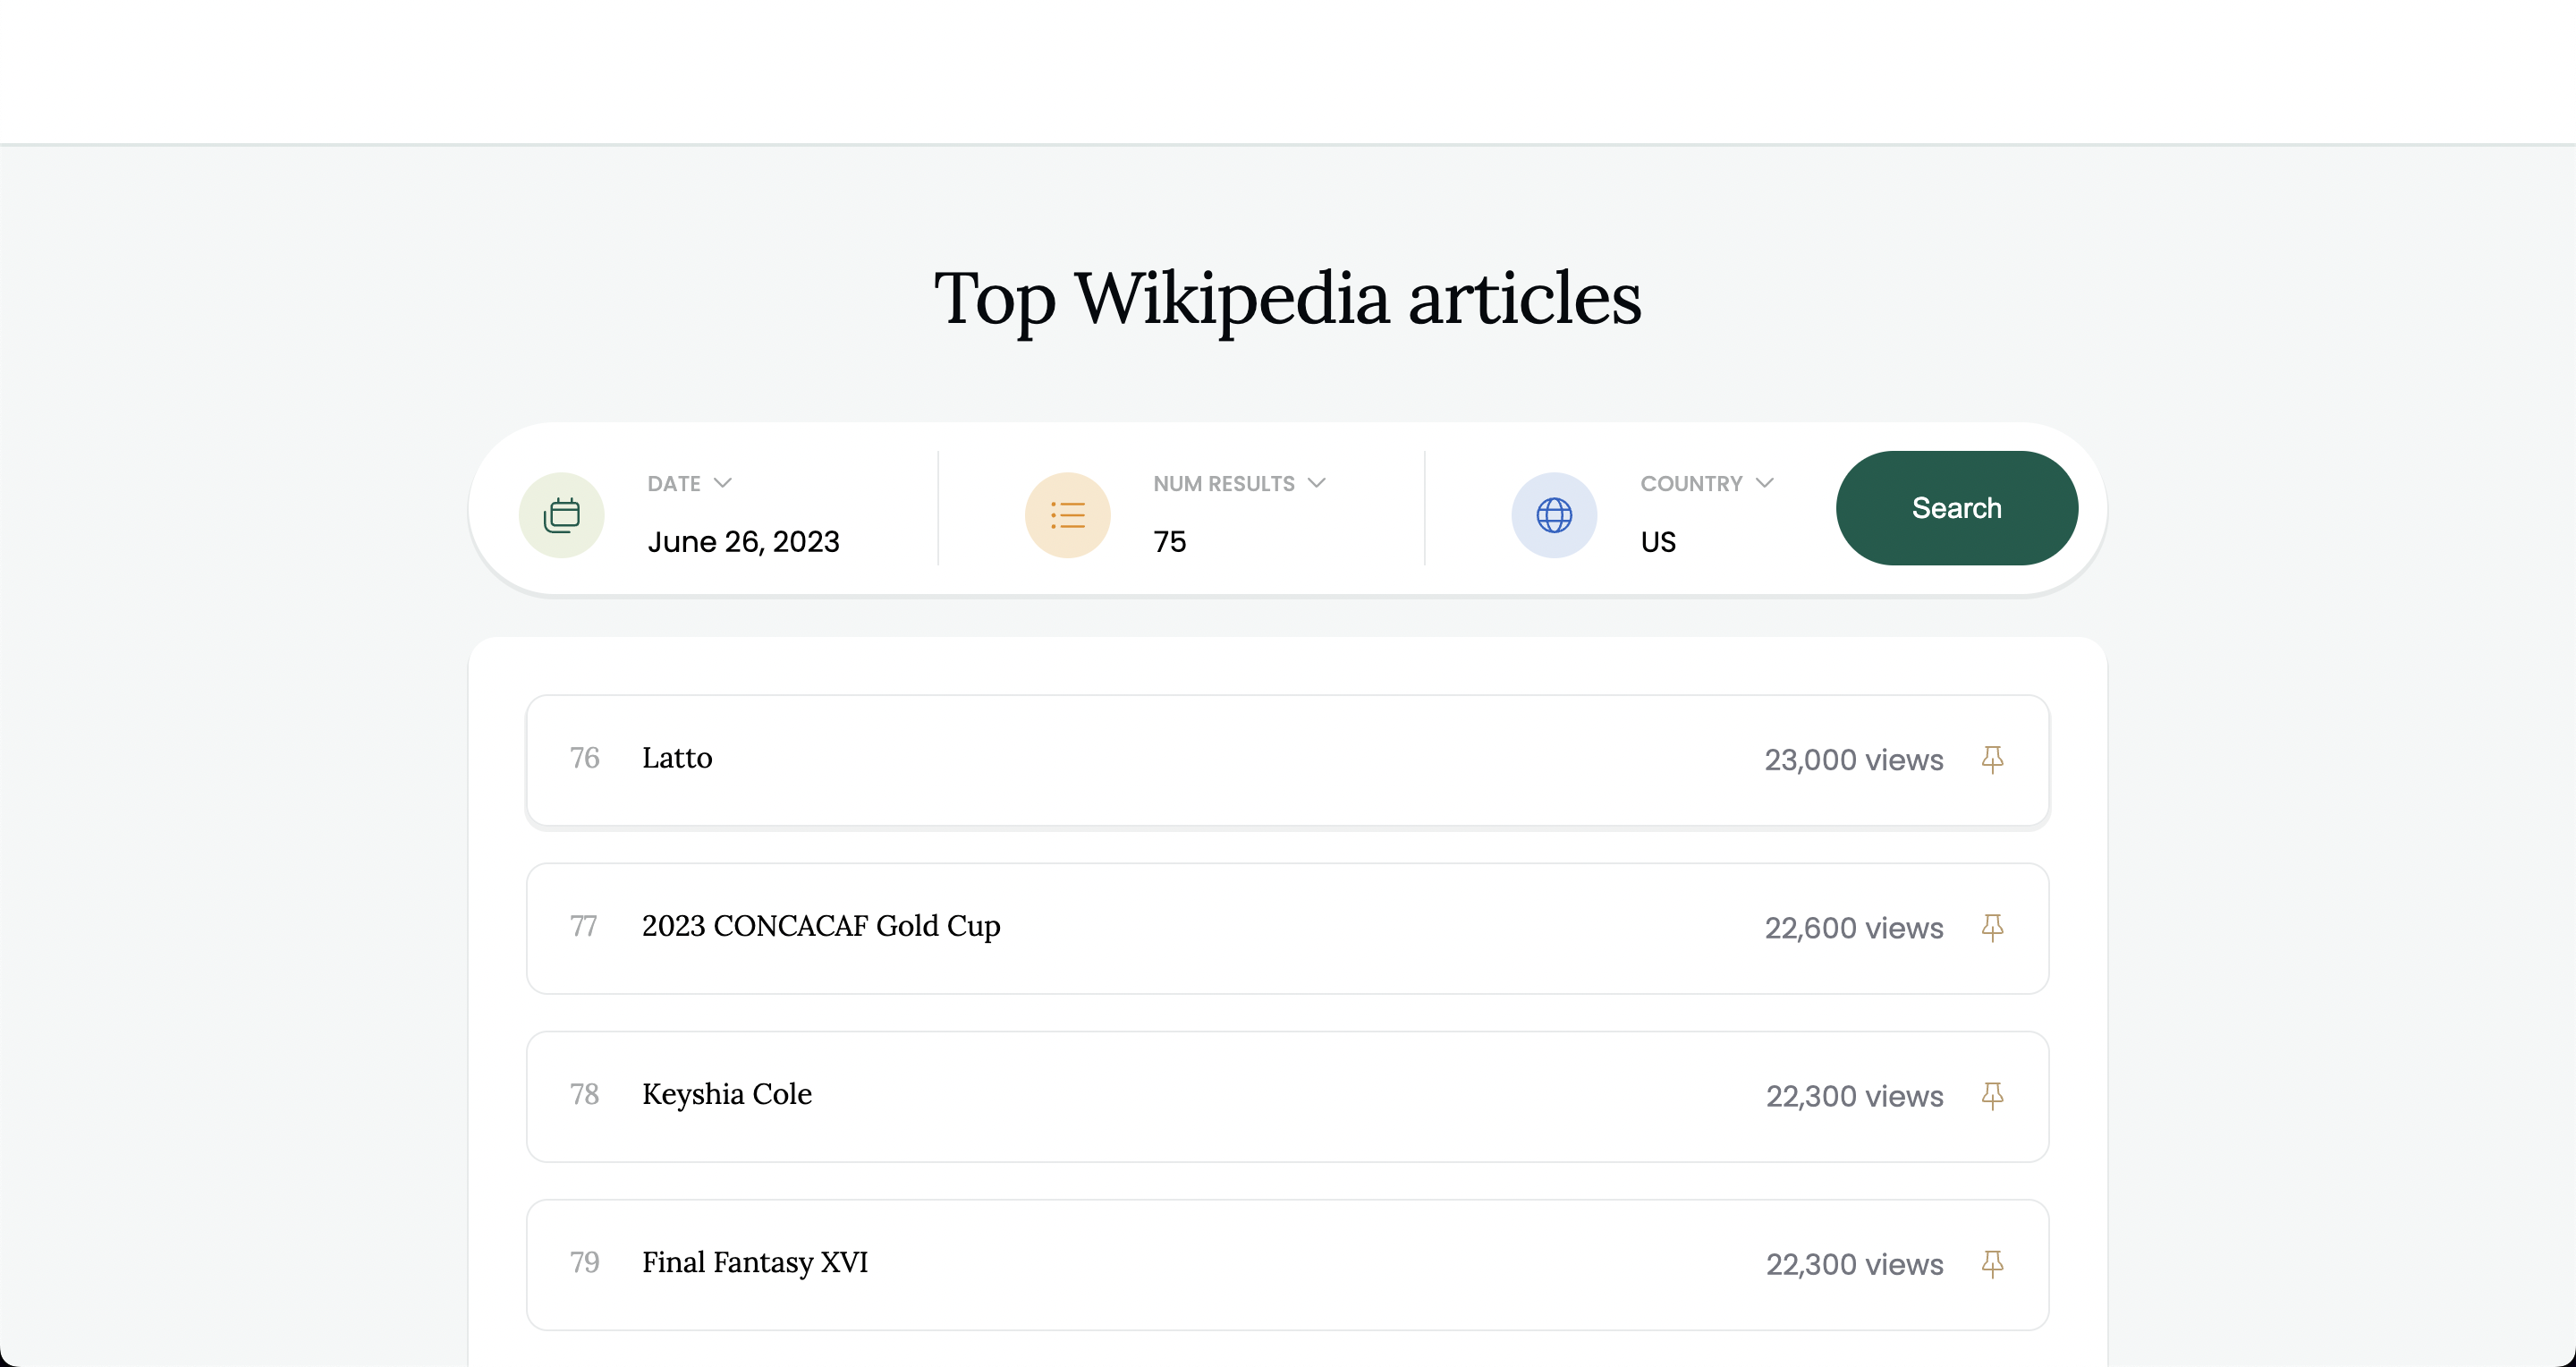 Top Wikipedia articles
DATE
June 26, 2023
NUM RESULTS
75
COUNTRY
US
Search
76 Latto 23,000 views
77 2023 CONCACAF Gold Cup 22,600 views
78 Keyshia Cole 22,300 views
79 Final Fantasy XVI 22,300 views